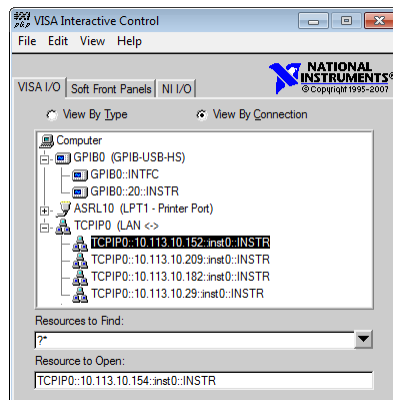 VISA Interactive Control
File Edit View Help
NATIONAL
INSTRUMENTS®
© Copyright 1995-2007
VISA I/O Soft Front Panels NI I/O
View By Type View By Connection
Computer
GPIB0 (GPIB-USB-HS)
GPIB0::INTFC
GPIB0::20::INSTR
ASRL10 (LPT1 - Printer Port)
TCPIP0 (LAN <->
TCPIP0::10.113.10.152::inst0::INSTR
TCPIP0::10.113.10.209::inst0::INSTR
TCPIP0::10.113.10.182::inst0::INSTR
TCPIP0::10.113.10.29::inst0::INSTR
Resources to Find:
?*
Resource to Open:
TCPIP0::10.113.10.154::inst0::INSTR